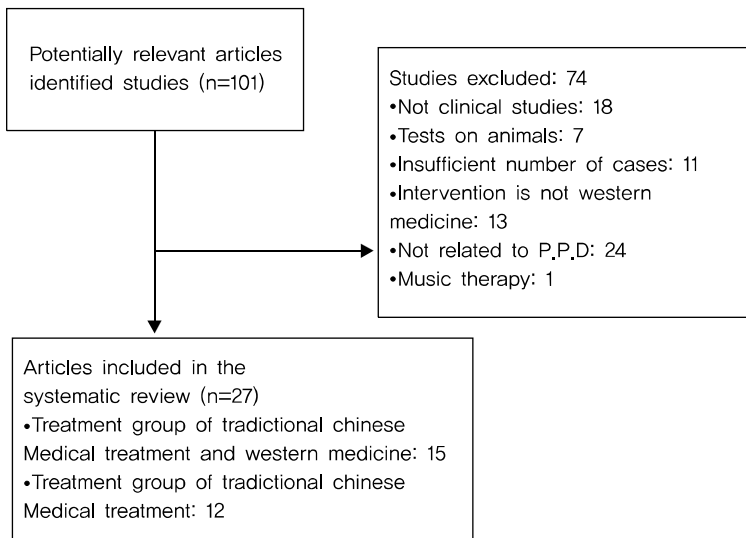 Potentially relevant articles
identified studies (n=101)
Studies excluded: 74
•Not clinical studies: 18
•Tests on animals: 7
•Insufficient number of cases: 11
•Intervention is not western
medicine: 13
•Not related to P.P.D: 24
•Music therapy: 1
Articles included in the
systematic review (n=27)
•Treatment group of tradictional chinese
Medical treatment and western medicine: 15
•Treatment group of tradictional chinese
Medical treatment: 12